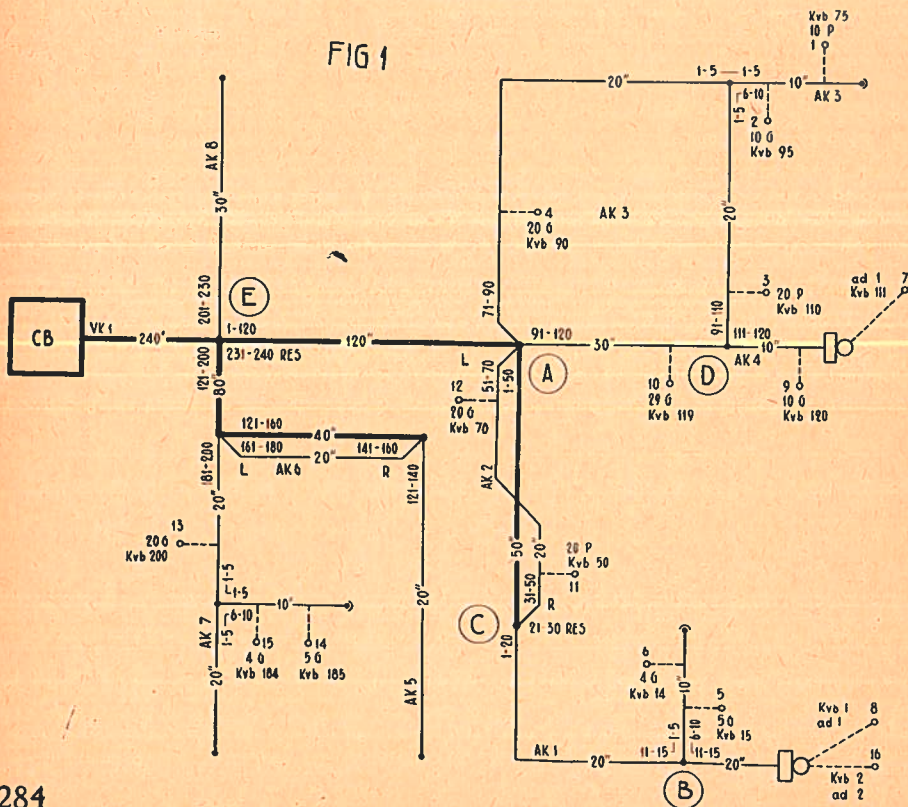 FIG 1
Kvb 75
10 P
1
20"
1-5
1-5
10"
AK 3
1-5
6-10
2
10 G
Kvb 95
AK 8
30"
201-230
E
4
20 G
Kvb 90
AK 3
20"
71-90
91-110
3
20 P
Kvb 110
ad 1
Kvb 111
7
CB
VK 1
240"
1-120
231-240 RES
120"
L
A
91-120
30"
111-120
D
AK 4
10"
10
29 G
Kvb 119
9
10 G
Kvb 120
121-200
80"
121-160
40"
161-180
141-160
20"
L
AK 6
R
181-200
20"
121-140
20"
AK 5
12
20 G
Kvb 70
51-70
1-50
AK 2
50"
20"
31-50
R
20 P
Kvb 50
11
C
21-30 RES
1-20
13
20 G
Kvb 200
1-5
1-5
10"
1-5
6-10
AK 7
20"
15
4 G
Kvb 184
14
5 G
Kvb 185
6
4 G
Kvb 14
10"
5
5 G
Kvb 15
1-5
6-10
AK 1
20"
11-15
11-15
20"
B
Kvb 1
ad 1
8
16
Kvb 2
ad 2
284